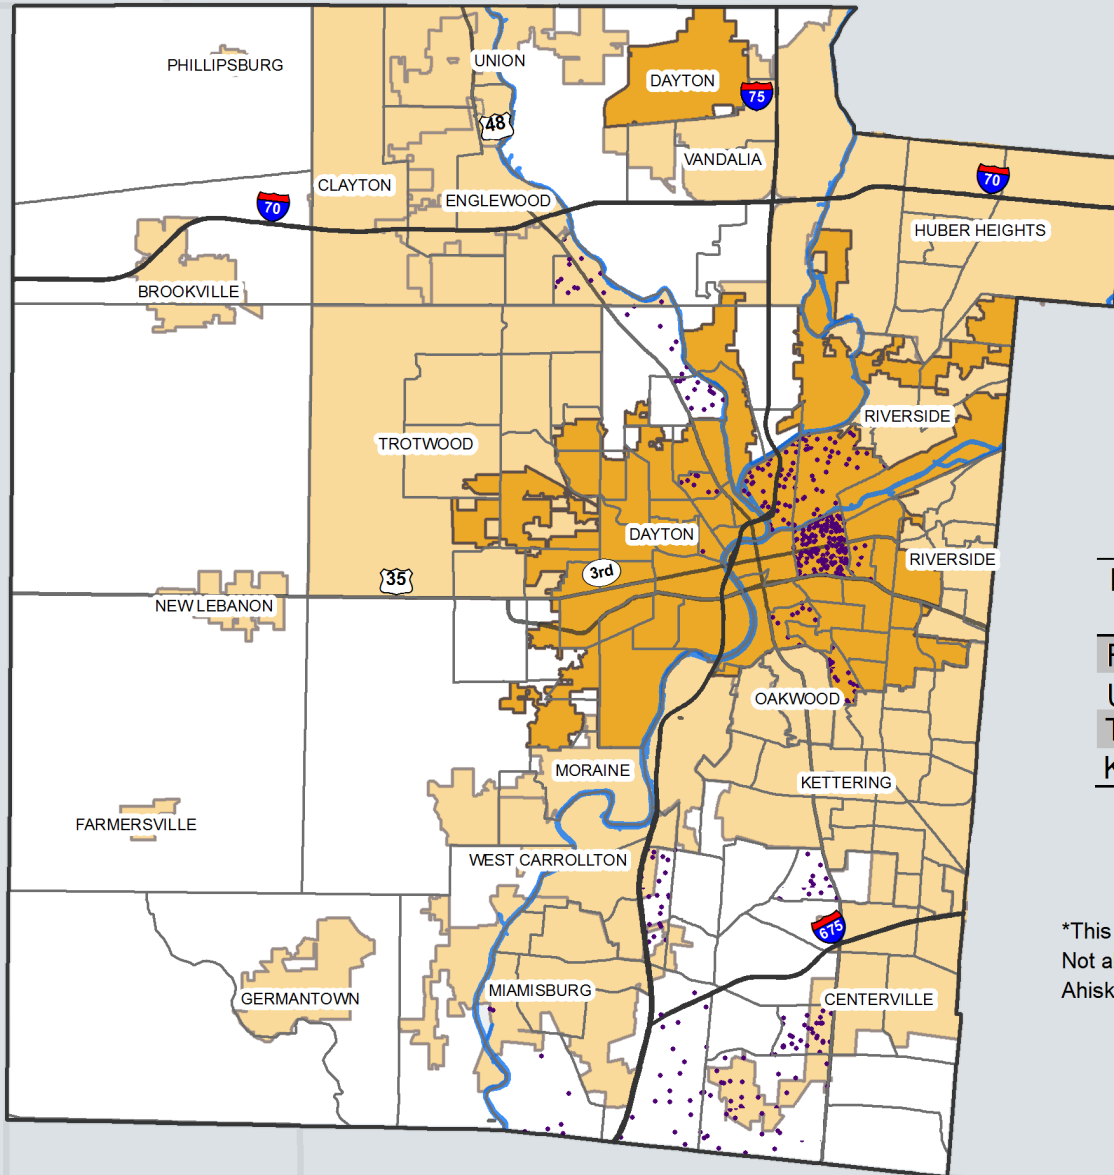 UNION
PHILLIPSBURG
DAYTON
75
48
VANDALIA
70
CLAYTON
ENGLEWOOD
70
HUBER HEIGHTS
BROOKVILLE
RIVERSIDE
TROTWOOD
DAYTON
RIVERSIDE
3rd
35
NEW LEBANON
OAKWOOD
MORAINE
KETTERING
FARMERSVILLE
WEST CARROLLTON
675
*This
Not a
MIAMISBURG
Ahisk
GERMANTOWN
CENTERVILLE